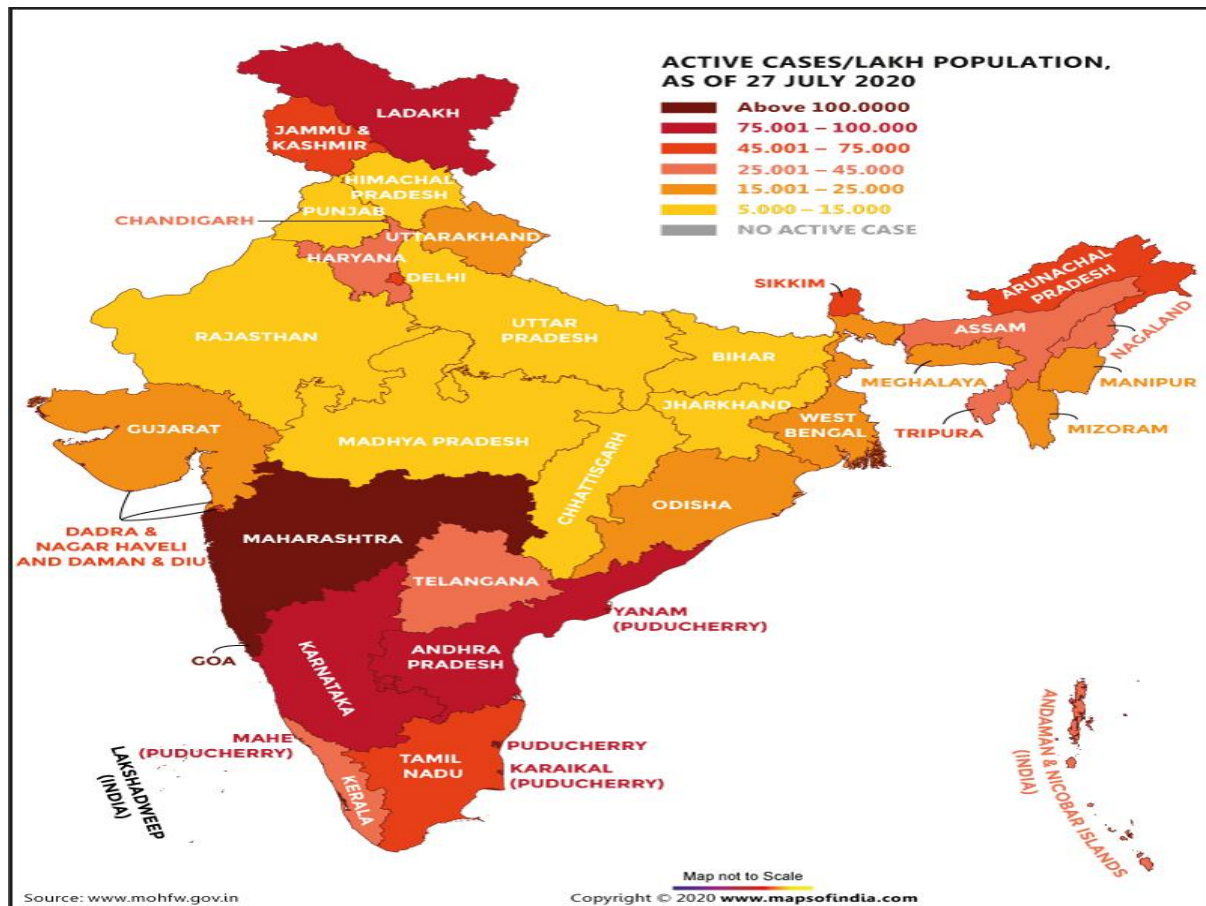 ACTIVE CASES/LAKH POPULATION,
AS OF 27 JULY 2020
Above 100.0000
75.001 – 100.000
45.001 – 75.000
25.001 – 45.000
15.001 – 25.000
5.000 – 15.000
NO ACTIVE CASE
LADAKH
JAMMU &
KASHMIR
HIMACHAL
PRADESH
PUNJAB
CHANDIGARH
UTTARAKHAND
HARYANA
DELHI
SIKKIM
ARUNACHAL
PRADESH
RAJASTHAN
UTTAR
PRADESH
BIHAR
ASSAM
NAGALAND
MEGHALAYA
MANIPUR
JHARKHAND
GUJARAT
MADHYA PRADESH
WEST
BENGAL
TRIPURA
MIZORAM
CHHATTISGARH
ODISHA
DADRA &
NAGAR HAVELI
AND DAMAN & DIU
MAHARASHTRA
TELANGANA
YANAM
(PUDUCHERRY)
GOA
KARNATAKA
ANDHRA
PRADESH
MAHE
(PUDUCHERRY)
PUDUCHERRY
TAMIL
NADU
KARAIKAL
(PUDUCHERRY)
KERALA
LAKSHADWEEP
(INDIA)
ANDAMAN & NICOBAR ISLANDS
(INDIA)
Map not to Scale
Source: www.mohfw.gov.in
Copyright © 2020 www.mapsofindia.com